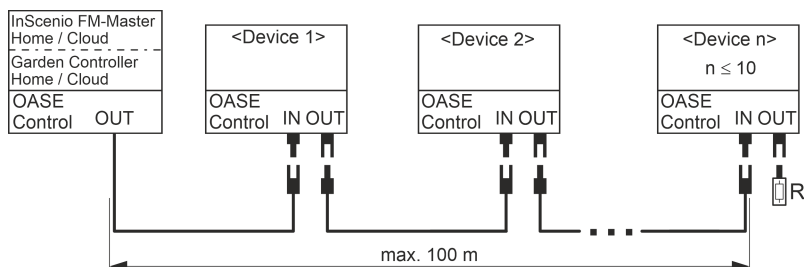 InScenio FM-Master
Home / Cloud
Garden Controller
Home / Cloud
OASE
Control OUT
<Device 1>
OASE
Control IN OUT
<Device 2>
OASE
Control IN OUT
<Device n>
n ≤ 10
OASE
Control IN OUT
R
max. 100 m